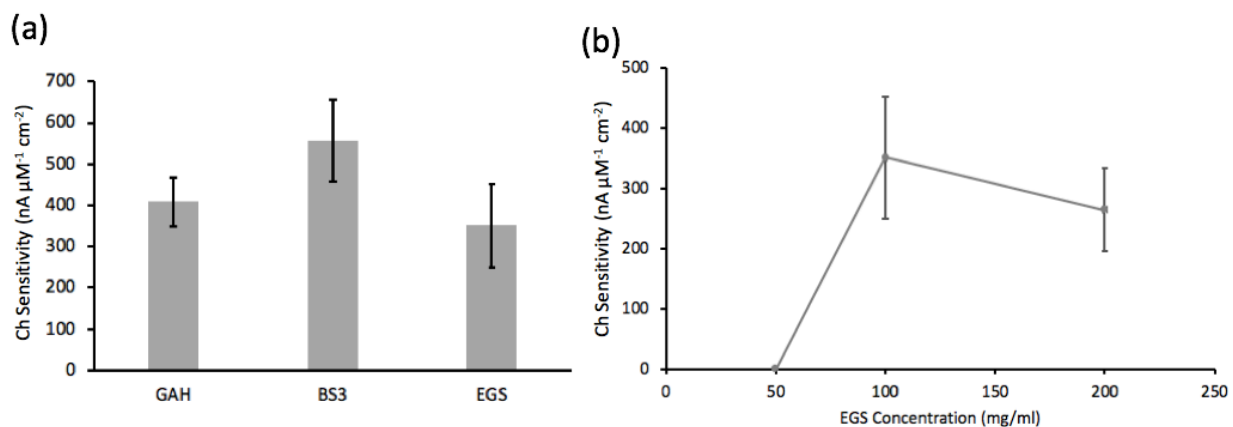 (a)
Ch Sensitivity (nA µM⁻¹ cm⁻²)
700
600
500
400
300
200
100
0
GAH BS3 EGS
(b)
Ch Sensitivity (nA µM⁻¹ cm⁻²)
500
400
300
200
100
0
0 50 100 150 200 250
EGS Concentration (mg/ml)